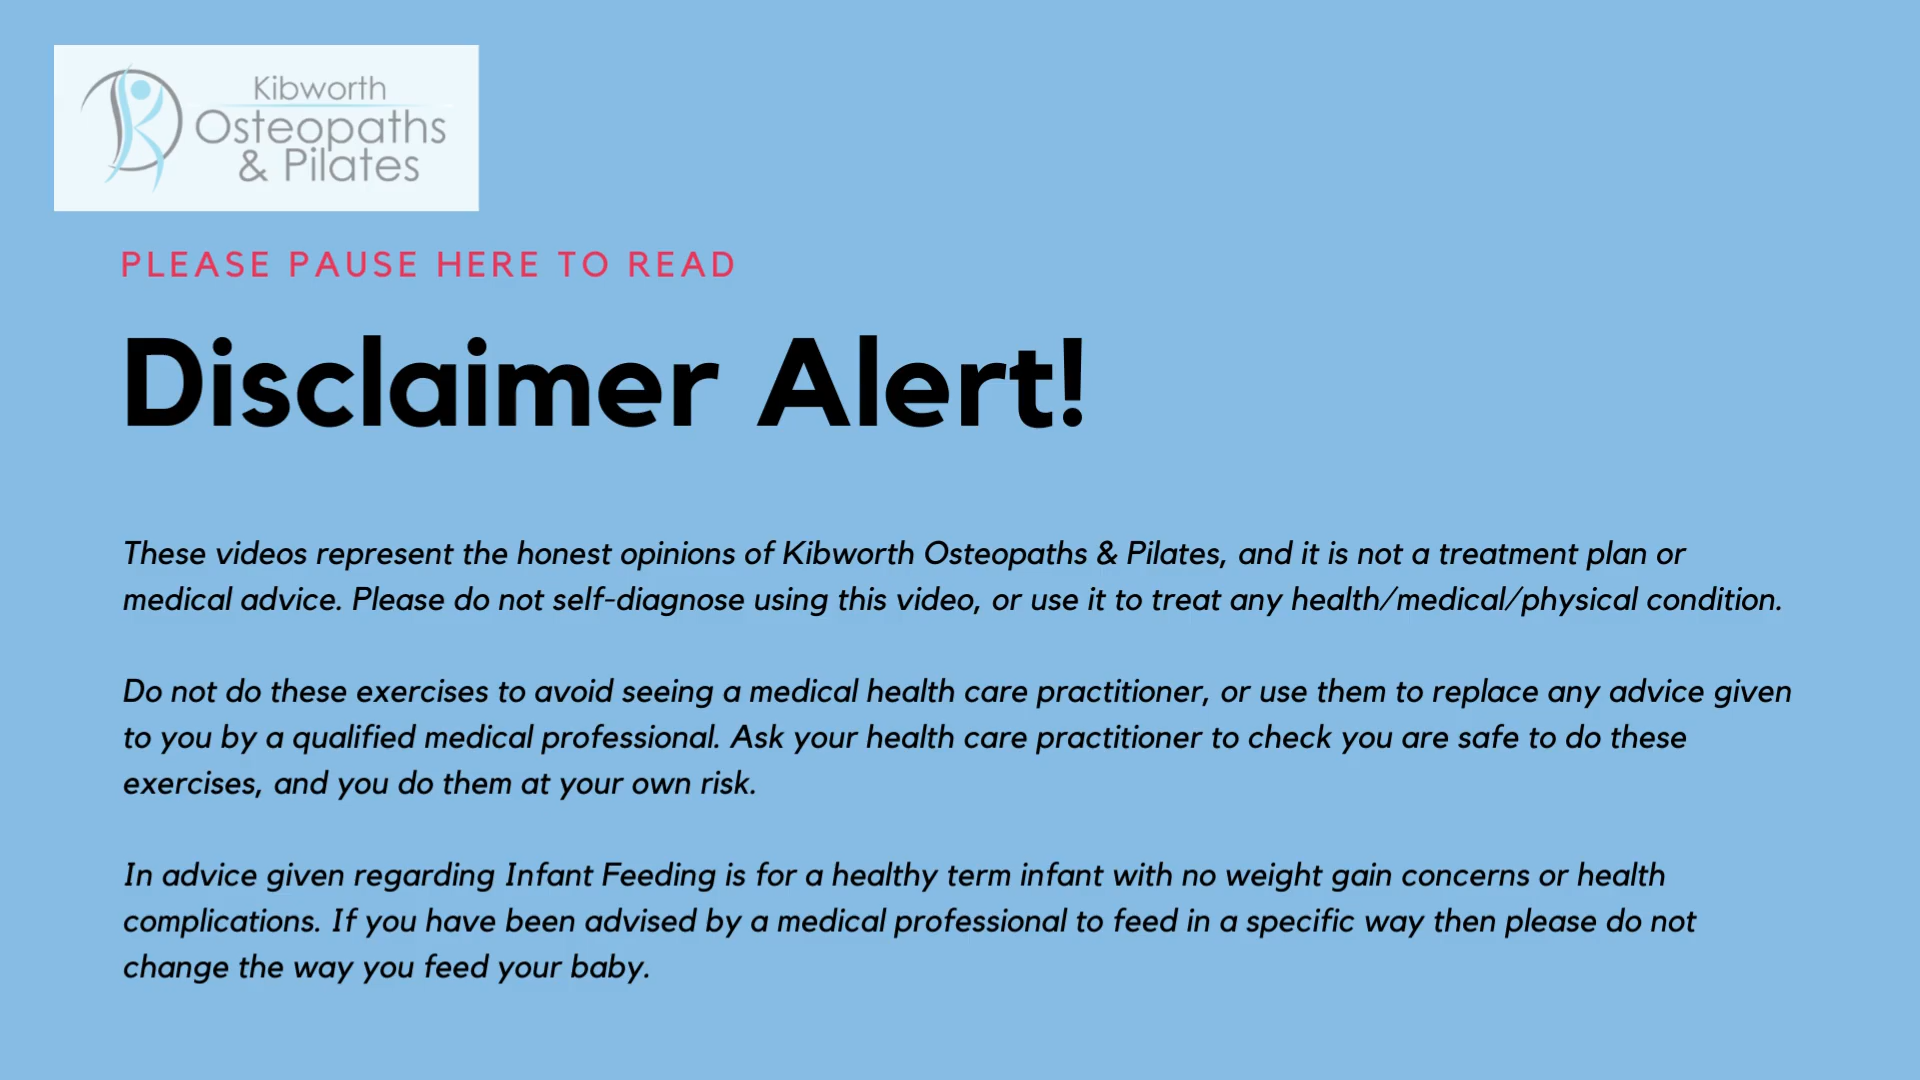 Kibworth
Osteopaths
& Pilates
PLEASE PAUSE HERE TO READ
Disclaimer Alert!
These videos represent the honest opinions of Kibworth Osteopaths & Pilates, and it is not a treatment plan or
medical advice. Please do not self-diagnose using this video, or use it to treat any health/medical/physical condition.
Do not do these exercises to avoid seeing a medical health care practitioner, or use them to replace any advice given
to you by a qualified medical professional. Ask your health care practitioner to check you are safe to do these
exercises, and you do them at your own risk.
In advice given regarding Infant Feeding is for a healthy term infant with no weight gain concerns or health
complications. If you have been advised by a medical professional to feed in a specific way then please do not
change the way you feed your baby.